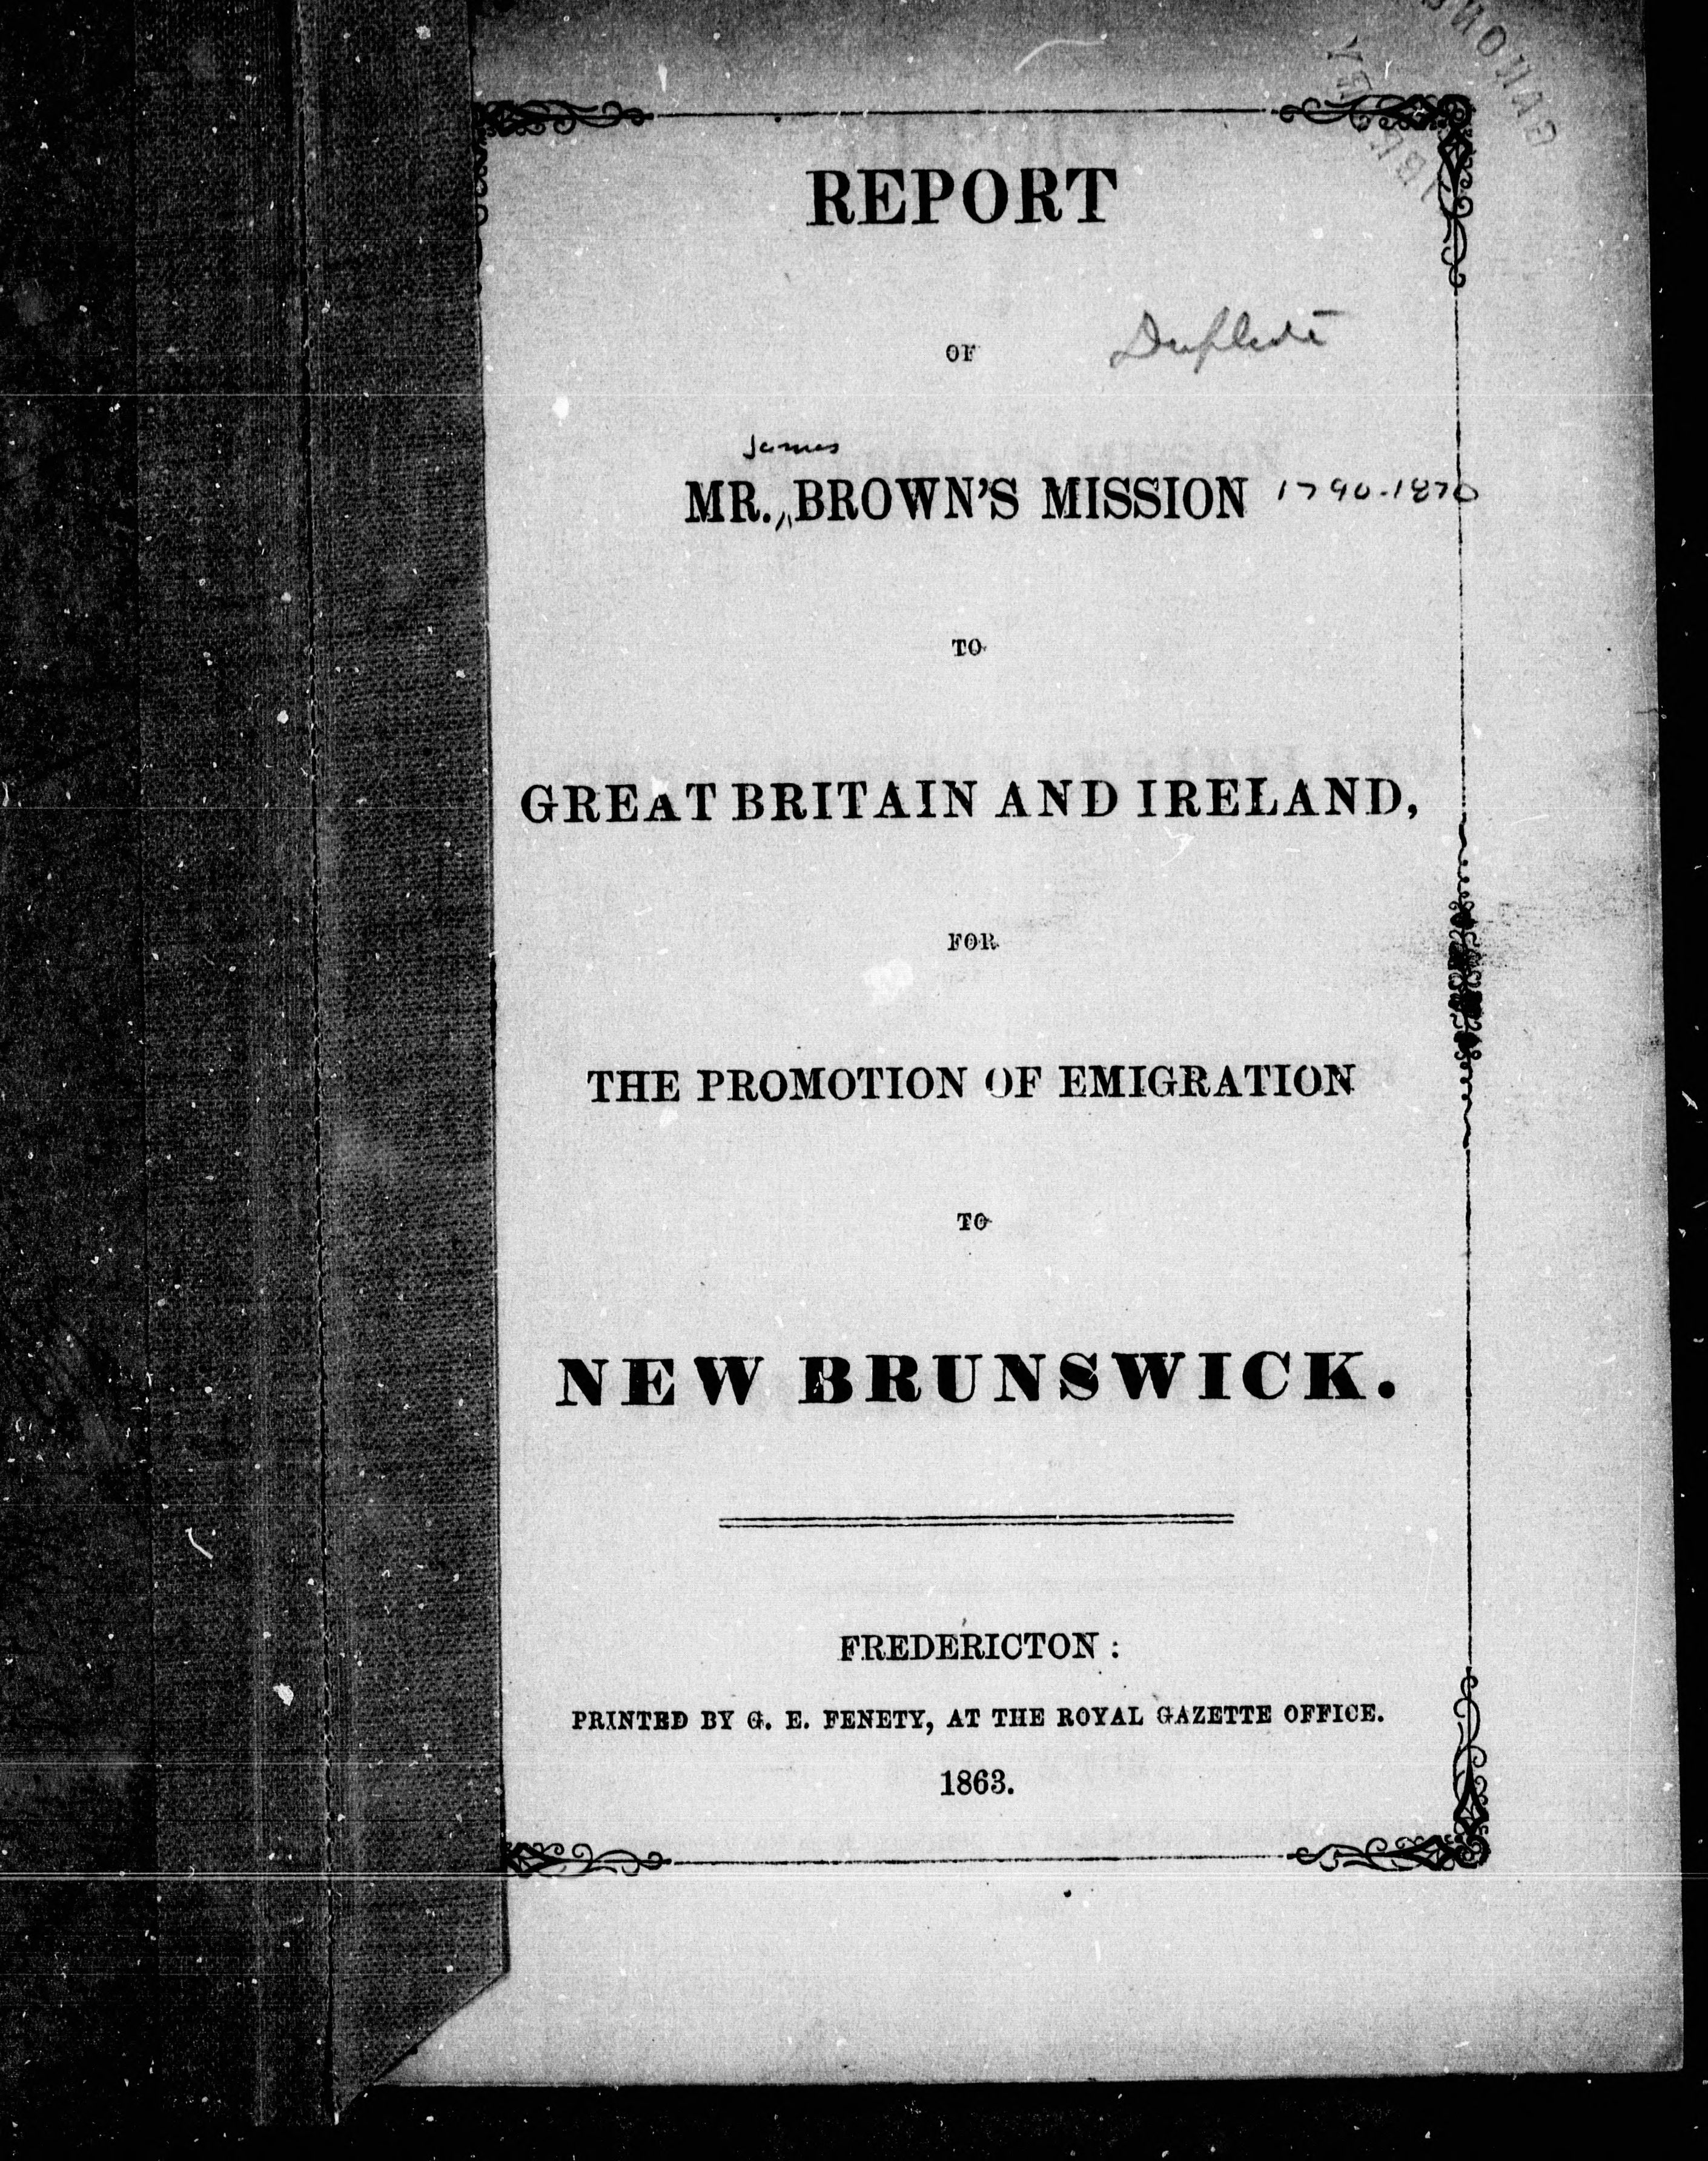 REPORT
OF
Duplicate
James
MR. BROWN'S MISSION 1790-1870
TO
GREAT BRITAIN AND IRELAND,
FOR
THE PROMOTION OF EMIGRATION
TO
NEW BRUNSWICK.
FREDERICTON :
PRINTED BY G. E. FENETY, AT THE ROYAL GAZETTE OFFICE.
1863.